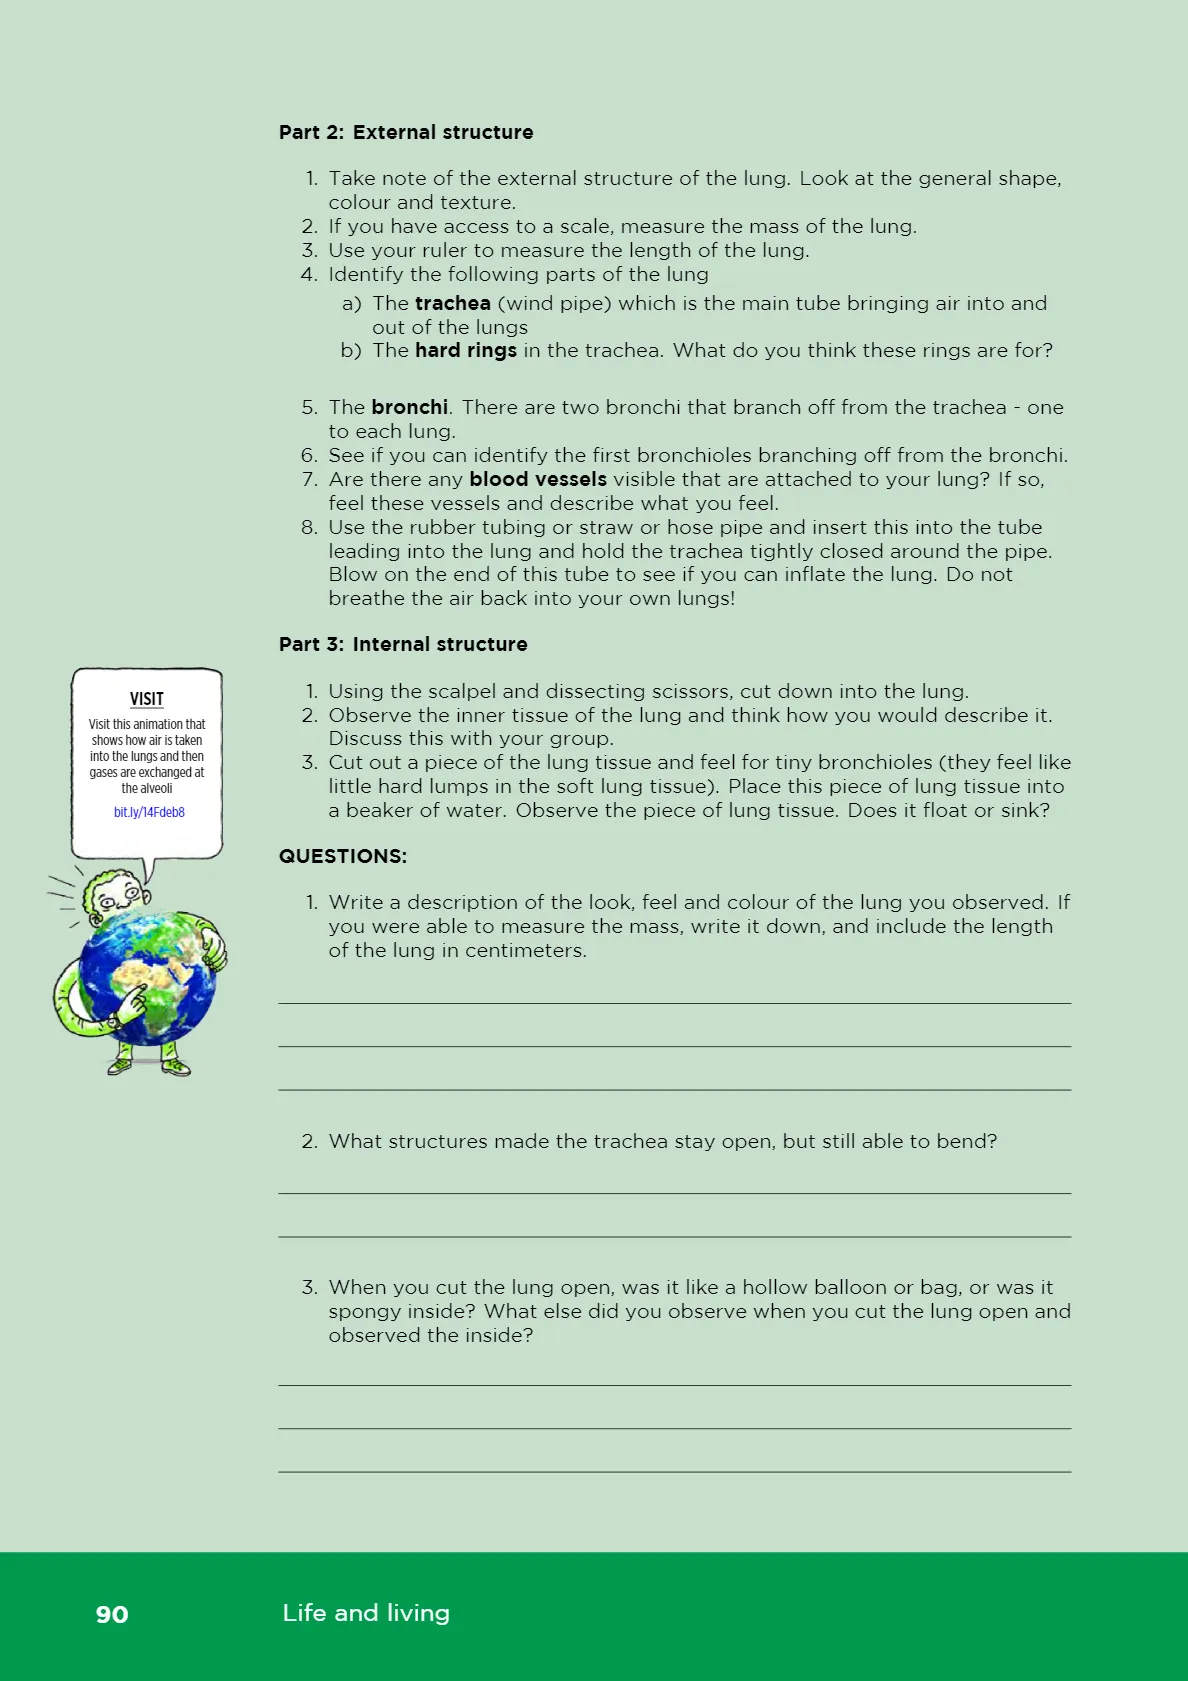 Part 2: External structure
1. Take note of the external structure of the lung. Look at the general shape,
colour and texture.
2. If you have access to a scale, measure the mass of the lung.
3. Use your ruler to measure the length of the lung.
4. Identify the following parts of the lung
a) The trachea (wind pipe) which is the main tube bringing air into and
out of the lungs
b) The hard rings in the trachea. What do you think these rings are for?
5. The bronchi. There are two bronchi that branch off from the trachea - one
to each lung.
6. See if you can identify the first bronchioles branching off from the bronchi.
7. Are there any blood vessels visible that are attached to your lung? If so,
feel these vessels and describe what you feel.
8. Use the rubber tubing or straw or hose pipe and insert this into the tube
leading into the lung and hold the trachea tightly closed around the pipe.
Blow on the end of this tube to see if you can inflate the lung. Do not
breathe the air back into your own lungs!
Part 3: Internal structure
1. Using the scalpel and dissecting scissors, cut down into the lung.
2. Observe the inner tissue of the lung and think how you would describe it.
Discuss this with your group.
3. Cut out a piece of the lung tissue and feel for tiny bronchioles (they feel like
little hard lumps in the soft lung tissue). Place this piece of lung tissue into
a beaker of water. Observe the piece of lung tissue. Does it float or sink?
VISIT
Visit this animation that
shows how air is taken
into the lungs and then
gases are exchanged at
the alveoli
bit.ly/14Fdeb8
QUESTIONS:
1. Write a description of the look, feel and colour of the lung you observed. If
you were able to measure the mass, write it down, and include the length
of the lung in centimeters.
2. What structures made the trachea stay open, but still able to bend?
3. When you cut the lung open, was it like a hollow balloon or bag, or was it
spongy inside? What else did you observe when you cut the lung open and
observed the inside?
90 Life and living